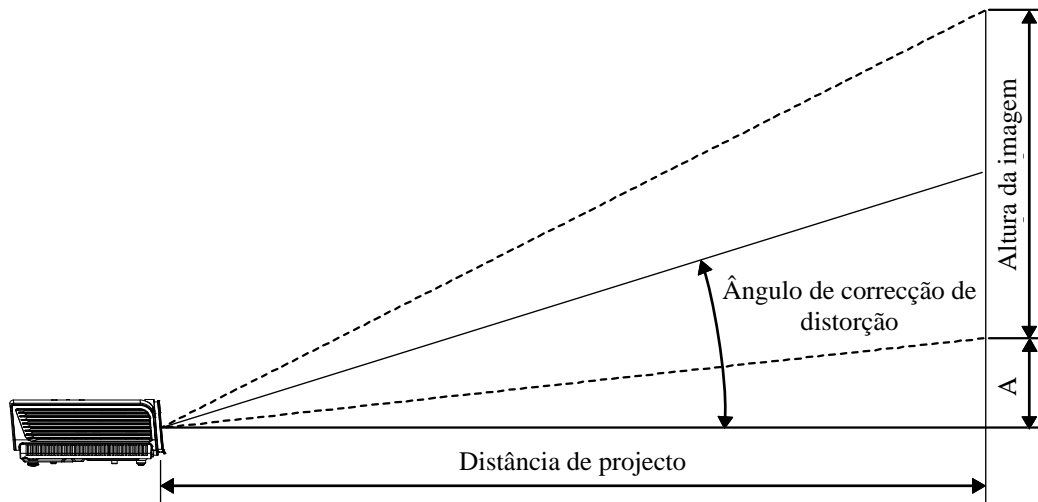 Altura da imagem
Ângulo de correcção de
distorção
A
Distância de projecto